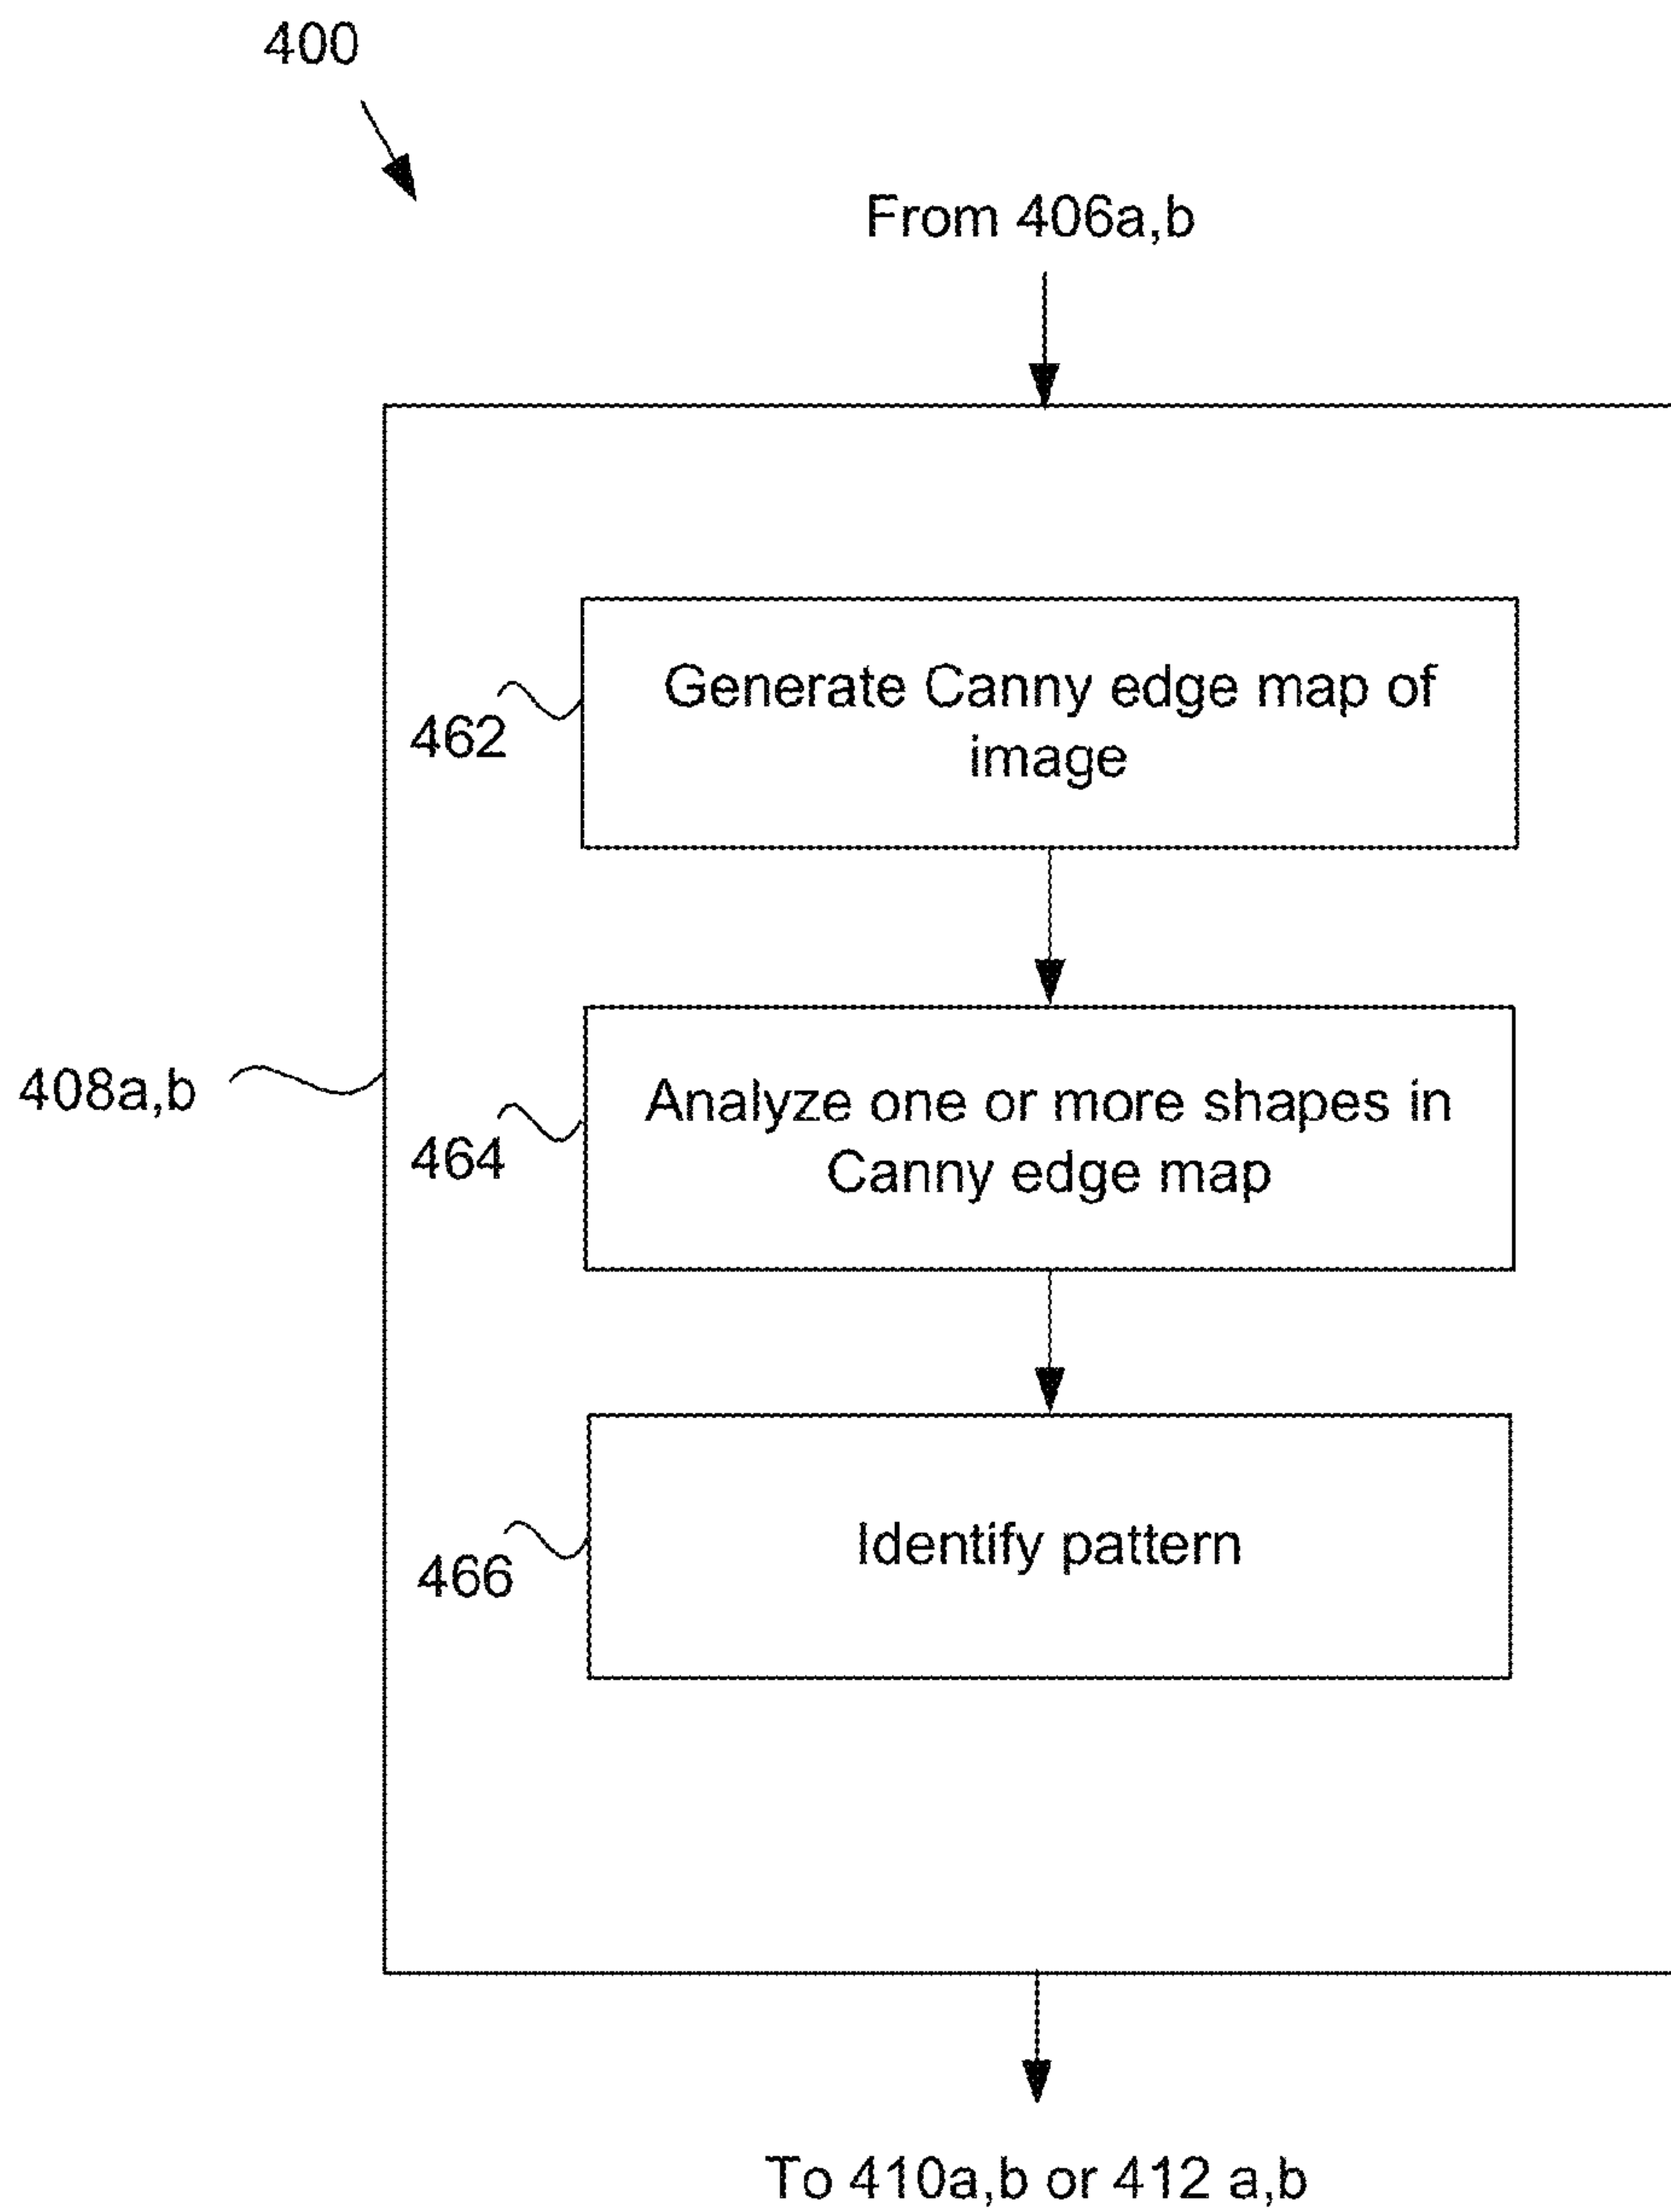 400
From 406a,b
Generate Canny edge map of
image
462
Analyze one or more shapes in
Canny edge map
408a,b
464
Identify pattern
466
To 410a,b or 412 a,b